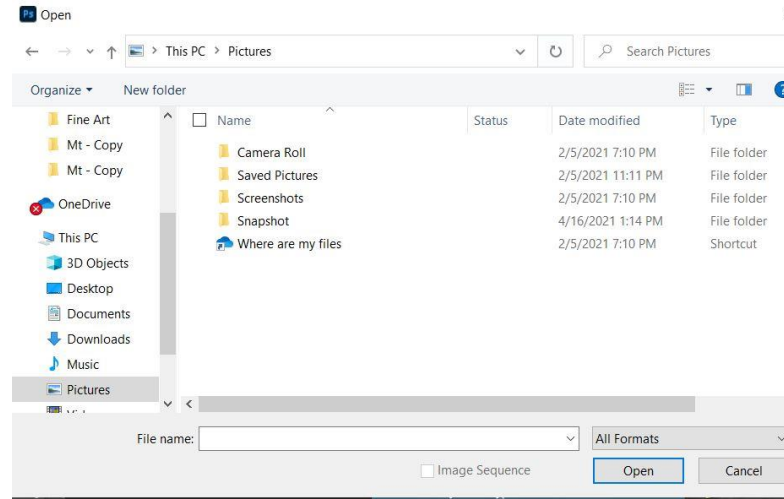 Ps Open
This PC > Pictures
Search Pictures
Organize
New folder
?
Name
Status
Date modified
Type
Fine Art
Mt - Copy
Mt - Copy
OneDrive
This PC
3D Objects
Desktop
Documents
Downloads
Music
Pictures
Camera Roll 2/5/2021 7:10 PM File folder
Saved Pictures 2/5/2021 11:11 PM File folder
Screenshots 2/5/2021 7:10 PM File folder
Snapshot 4/16/2021 1:14 PM File folder
Where are my files 2/5/2021 7:10 PM Shortcut
File name:
All Formats
Image Sequence
Open
Cancel